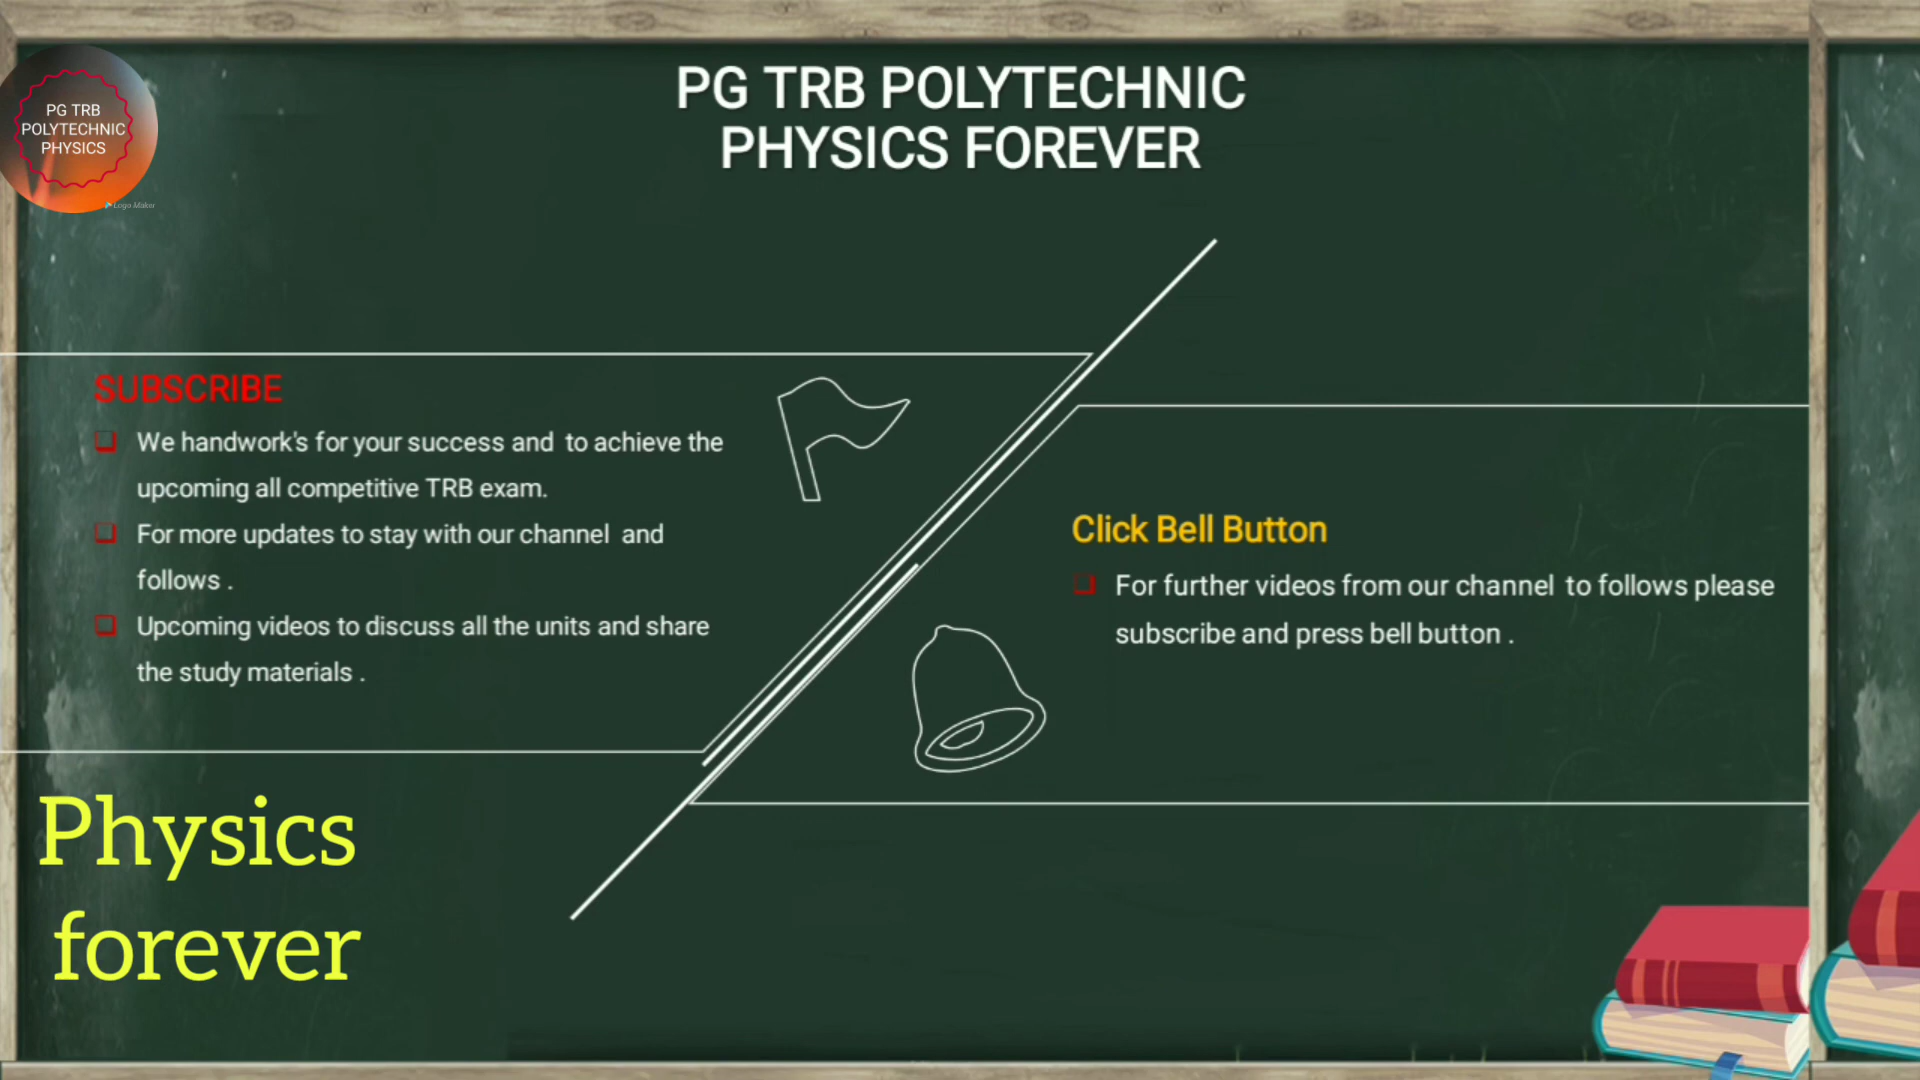 PG TRB POLYTECHNIC
PHYSICS FOREVER
PG TRB
POLYTECHNIC
PHYSICS
Logo Maker
SUBSCRIBE
We handwork's for your success and to achieve the
upcoming all competitive TRB exam.
For more updates to stay with our channel and
follows .
Upcoming videos to discuss all the units and share
the study materials .
Click Bell Button
For further videos from our channel to follows please
subscribe and press bell button .
Physics
forever